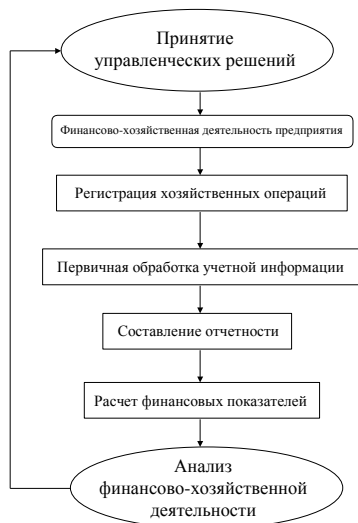 Принятие
управленческих решений
Финансово-хозяйственная деятельность предприятия
Регистрация хозяйственных операций
Первичная обработка учетной информации
Составление отчетности
Расчет финансовых показателей
Анализ
финансово-хозяйственной
деятельности